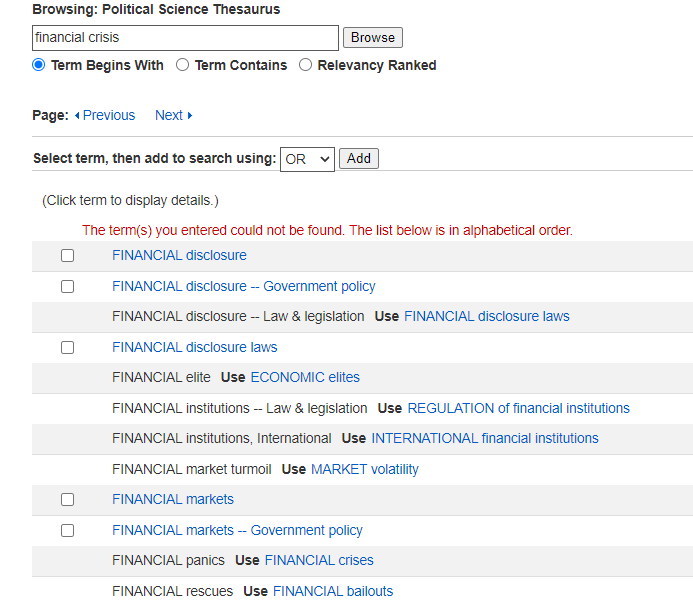 Browsing: Political Science Thesaurus
financial crisis Browse
Term Begins With Term Contains Relevancy Ranked
Page: Previous Next
Select term, then add to search using: OR Add
(Click term to display details.)
The term(s) you entered could not be found. The list below is in alphabetical order.
FINANCIAL disclosure
FINANCIAL disclosure -- Government policy
FINANCIAL disclosure -- Law & legislation Use FINANCIAL disclosure laws
FINANCIAL disclosure laws
FINANCIAL elite Use ECONOMIC elites
FINANCIAL institutions -- Law & legislation Use REGULATION of financial institutions
FINANCIAL institutions, International Use INTERNATIONAL financial institutions
FINANCIAL market turmoil Use MARKET volatility
FINANCIAL markets
FINANCIAL markets -- Government policy
FINANCIAL panics Use FINANCIAL crises
FINANCIAL rescues Use FINANCIAL bailouts